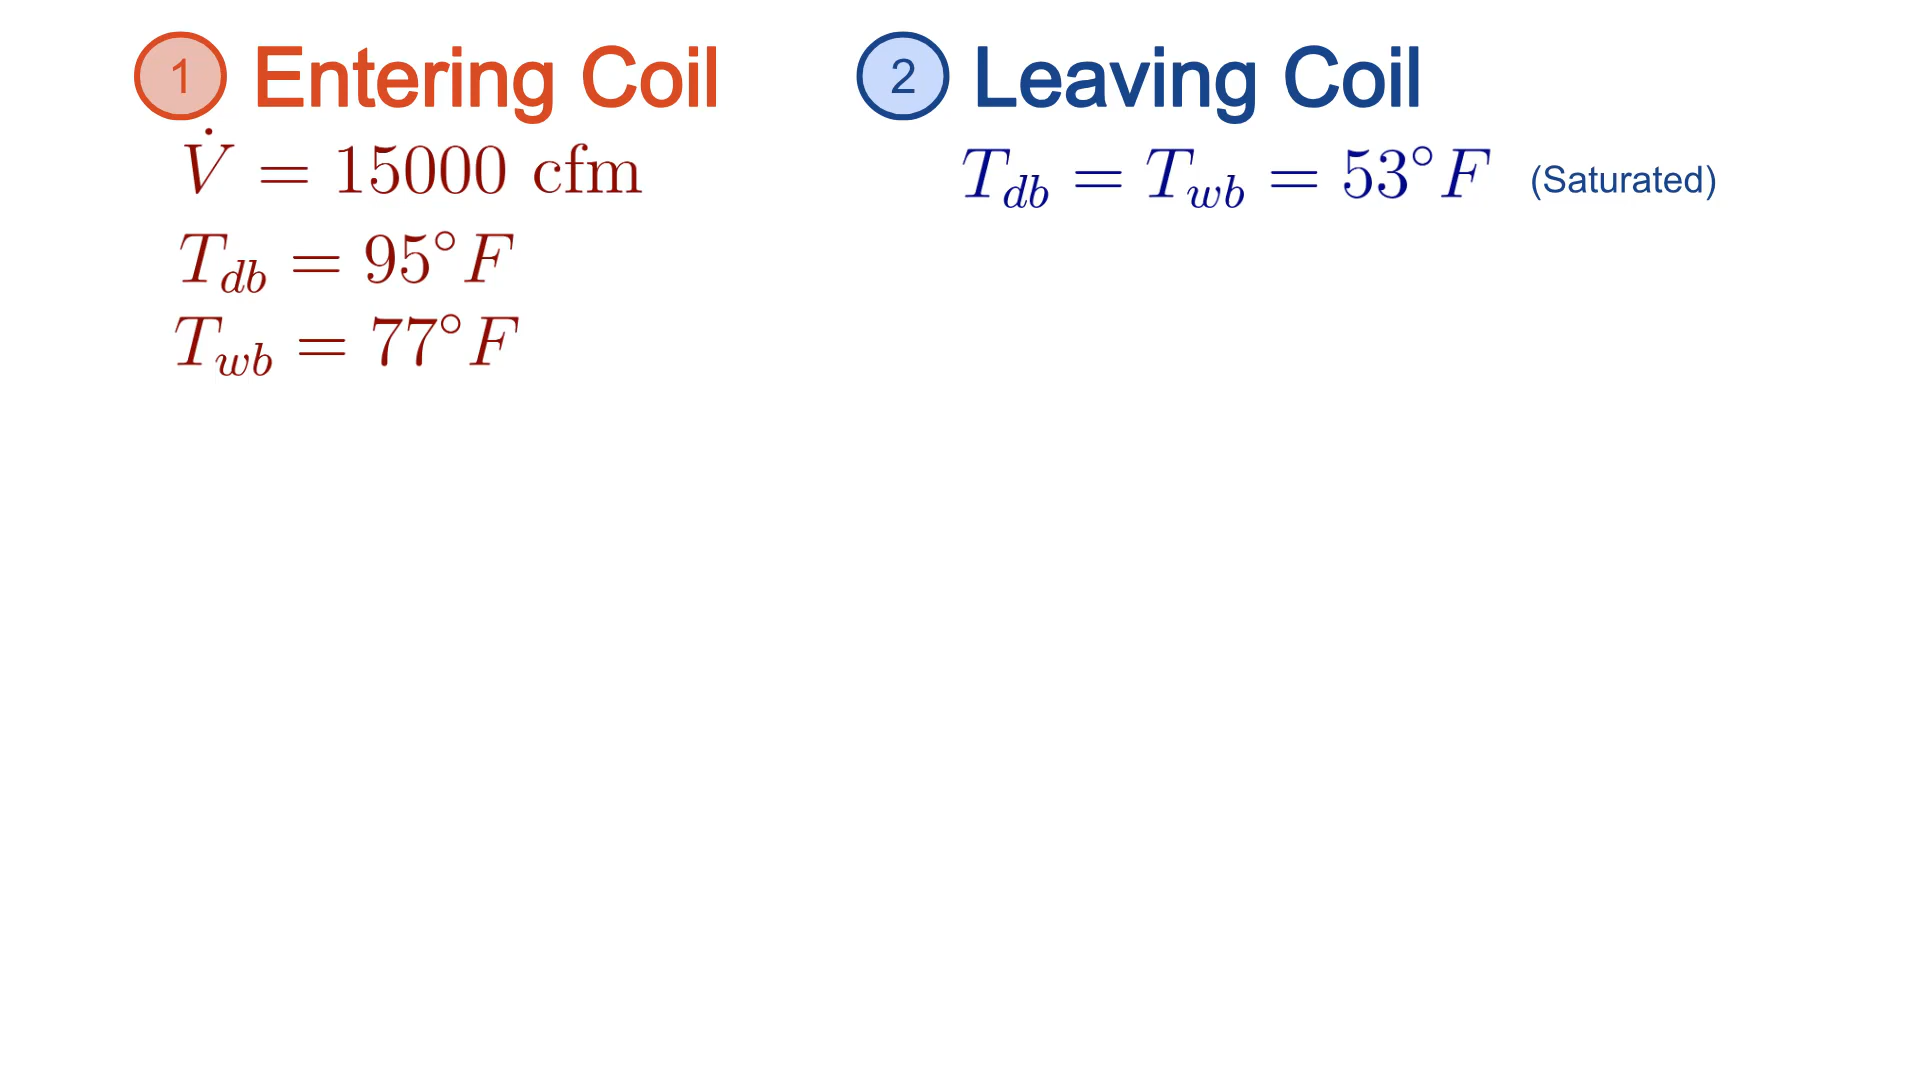 1 Entering Coil
V̇ = 15000 cfm
T_db = 95°F
T_wb = 77°F
2 Leaving Coil
T_db = T_wb = 53°F (Saturated)